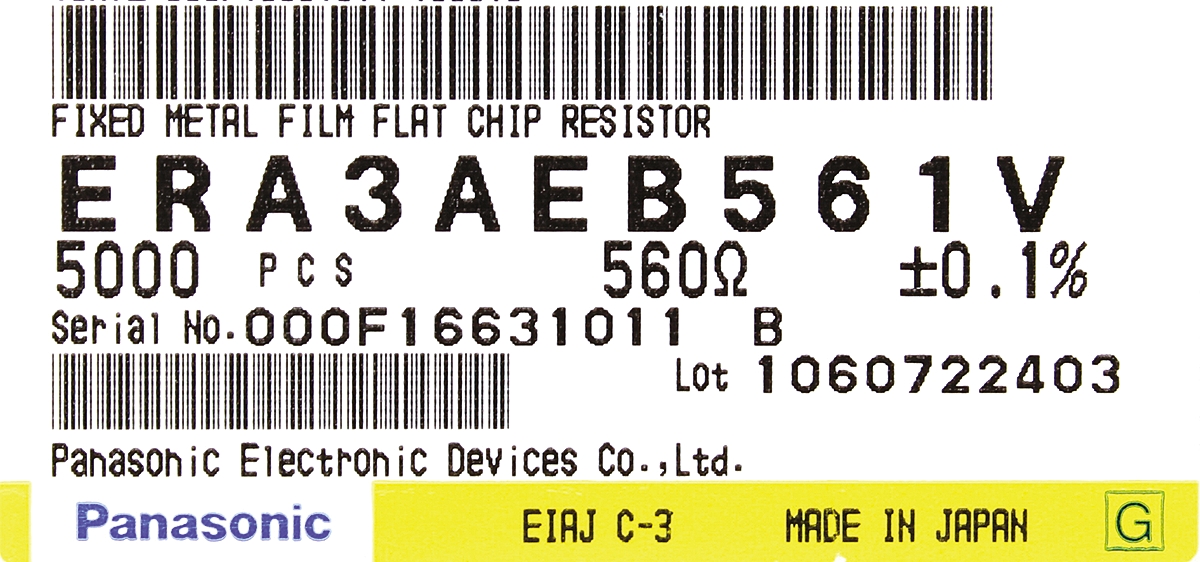 FIXED METAL FILM FLAT CHIP RESISTOR
ERA3AEB561V
5000 PCS 560Ω ±0.1%
Serial No.000F16631011 B
Lot 1060722403
Panasonic Electronic Devices Co.,Ltd.
Panasonic EIAJ C-3 MADE IN JAPAN G